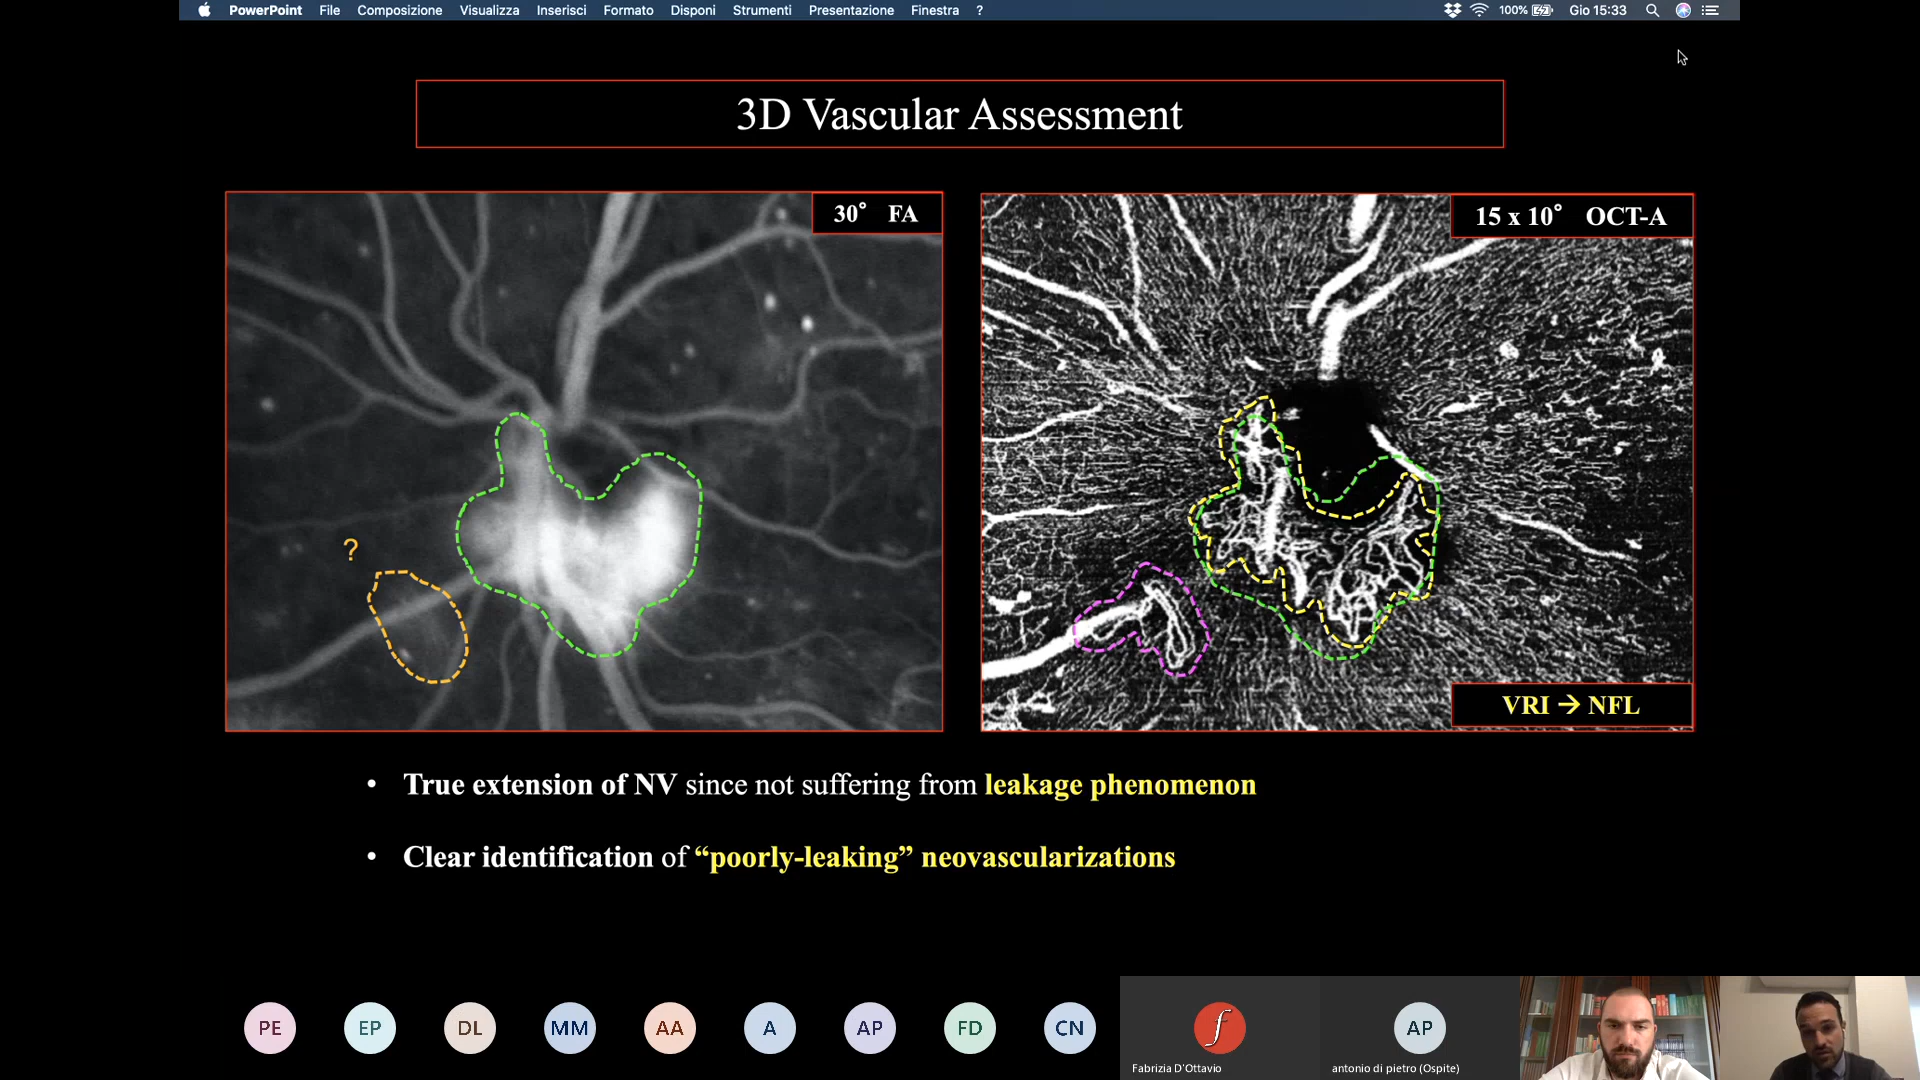 PowerPoint File Composizione Visualizza Inserisci Formato Disponi Strumenti Presentazione Finestra ? 100% Gio 15:33
3D Vascular Assessment
30° FA
15 x 10° OCT-A
?
VRI → NFL
• True extension of NV since not suffering from leakage phenomenon
• Clear identification of “poorly-leaking” neovascularizations
PE EP DL MM AA A AP FD CN f AP
Fabrizia D'Ottavio antonio di pietro (Ospite)